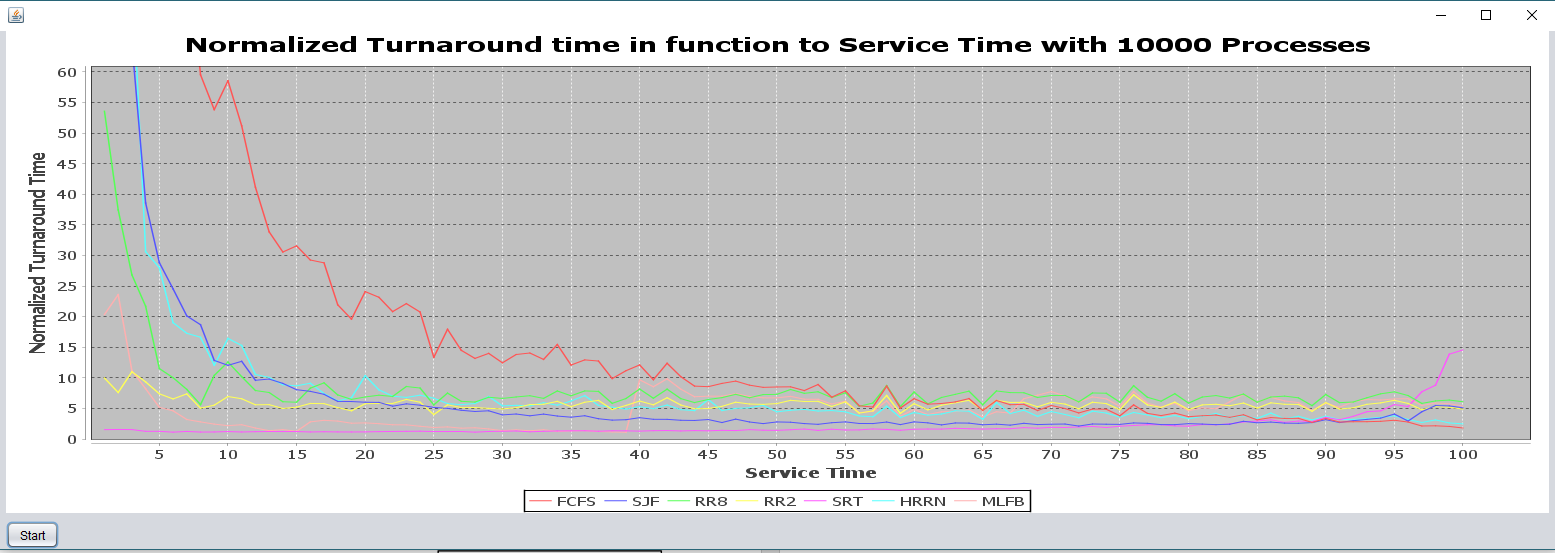 Normalized Turnaround time in function to Service Time with 10000 Processes
60
55
50
45
40
35
30
25
20
15
10
5
0
Normalized Turnaround Time
5 10 15 20 25 30 35 40 45 50 55 60 65 70 75 80 85 90 95 100
Service Time
FCFS SJF RR8 RR2 SRT HRRN MLFB
Start